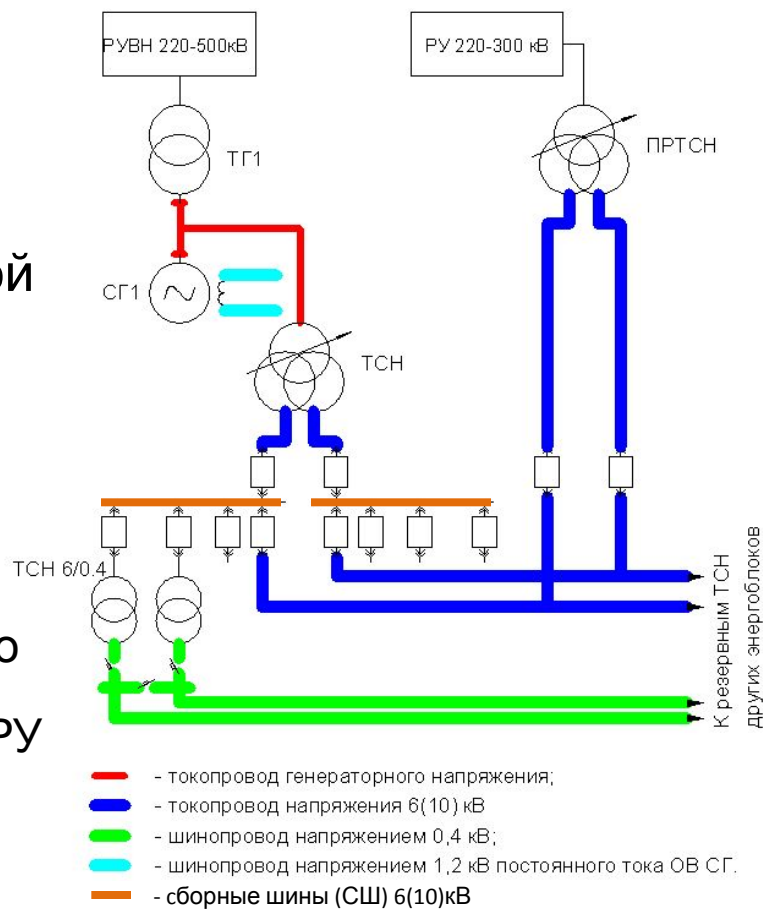 РУВН 220-500кВ
РУ 220-300 кВ
ТГ1
ПРТСН
ой
СГ1
ТСН
ТСН 6/0.4
о
РУ
К резервным ТСН
других энергоблоков
- токопровод генераторного напряжения;
- токопровод напряжения 6(10) кВ
- шинопровод напряжением 0,4 кВ;
- шинопровод напряжением 1,2 кВ постоянного тока ОВ СГ.
- сборные шины (СШ) 6(10)кВ